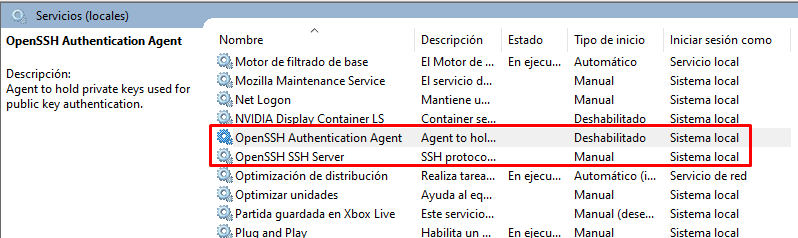 Servicios (locales)
OpenSSH Authentication Agent
Descripción:
Agent to hold private keys used for
public key authentication.
Nombre Descripción Estado Tipo de inicio Iniciar sesión como
Motor de filtrado de base El Motor de ... En ejecu... Automático Servicio local
Mozilla Maintenance Service El servicio d... Manual Sistema local
Net Logon Mantiene u... Manual Sistema local
NVIDIA Display Container LS Container se... Deshabilitado Sistema local
OpenSSH Authentication Agent Agent to hol... Deshabilitado Sistema local
OpenSSH SSH Server SSH protoco... Manual Sistema local
Optimización de distribución Realiza tarea... En ejecu... Automático (i... Servicio de red
Optimizar unidades Ayuda al eq... Manual Sistema local
Partida guardada en Xbox Live Este servicio... Manual (dese... Sistema local
Plug and Play Habilita un ... En ejecu... Manual Sistema local